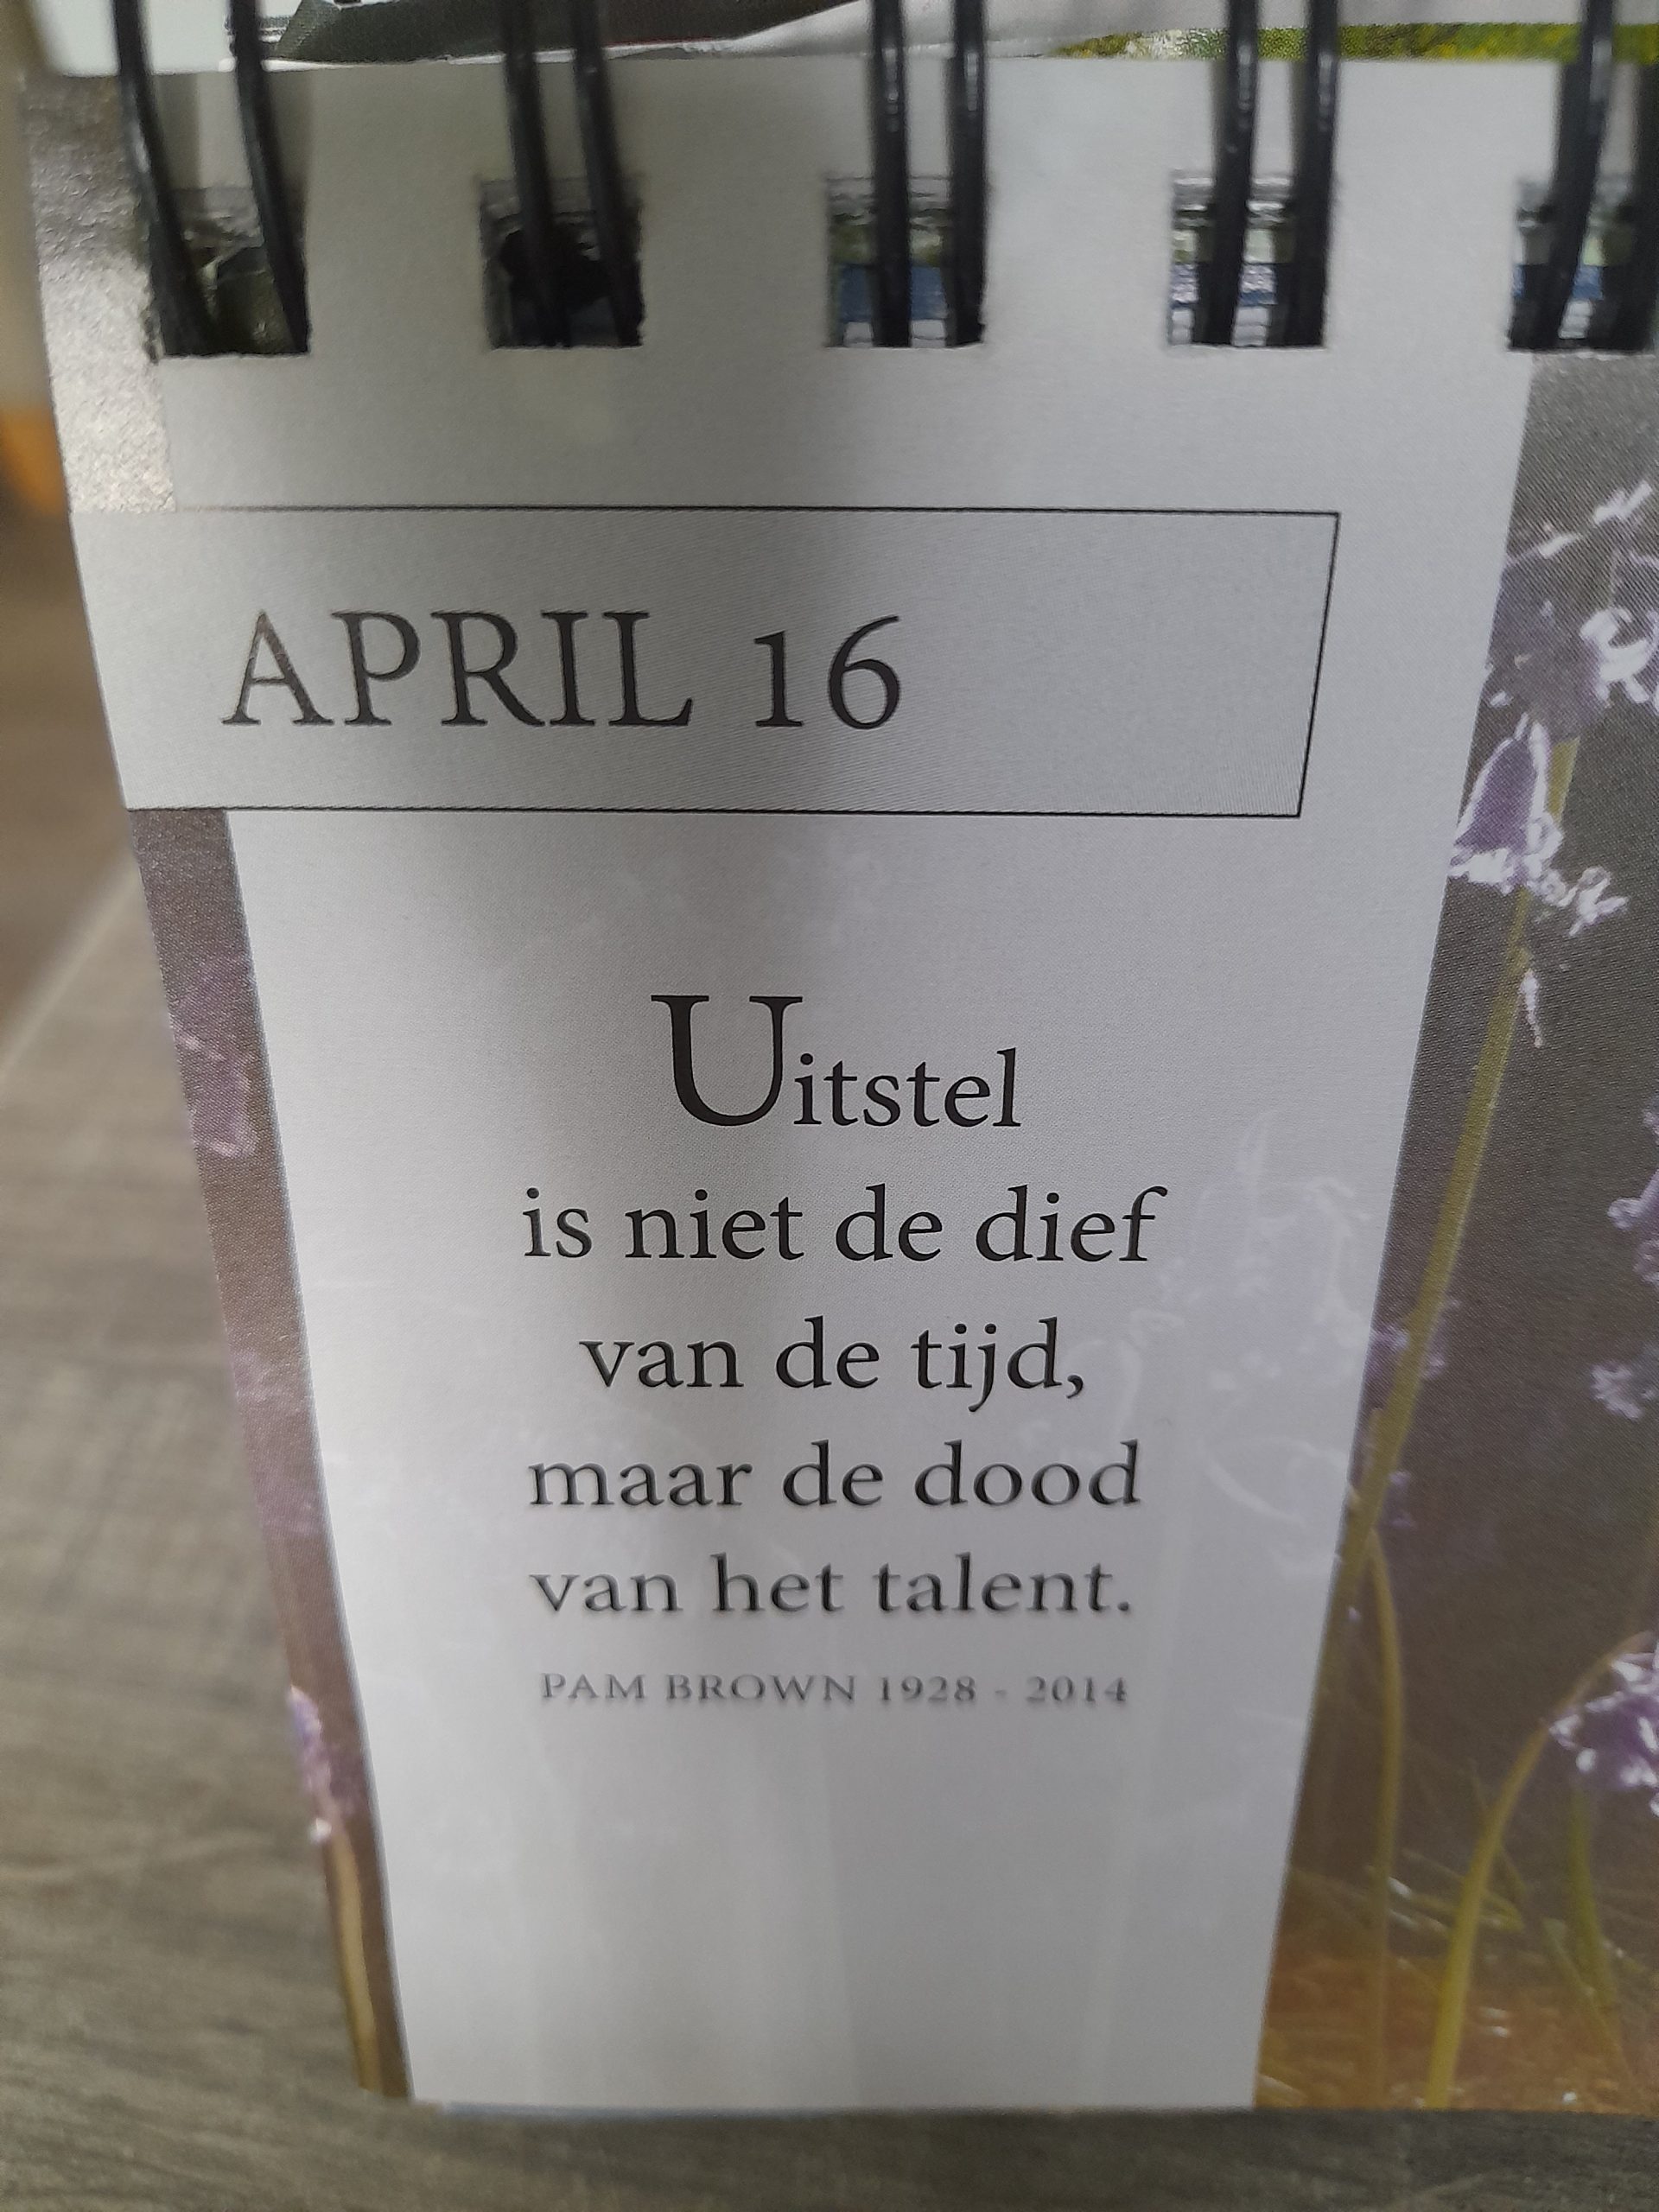 APRIL 16
Uitstel
is niet de dief
van de tijd,
maar de dood
van het talent.
PAM BROWN 1928 - 2014